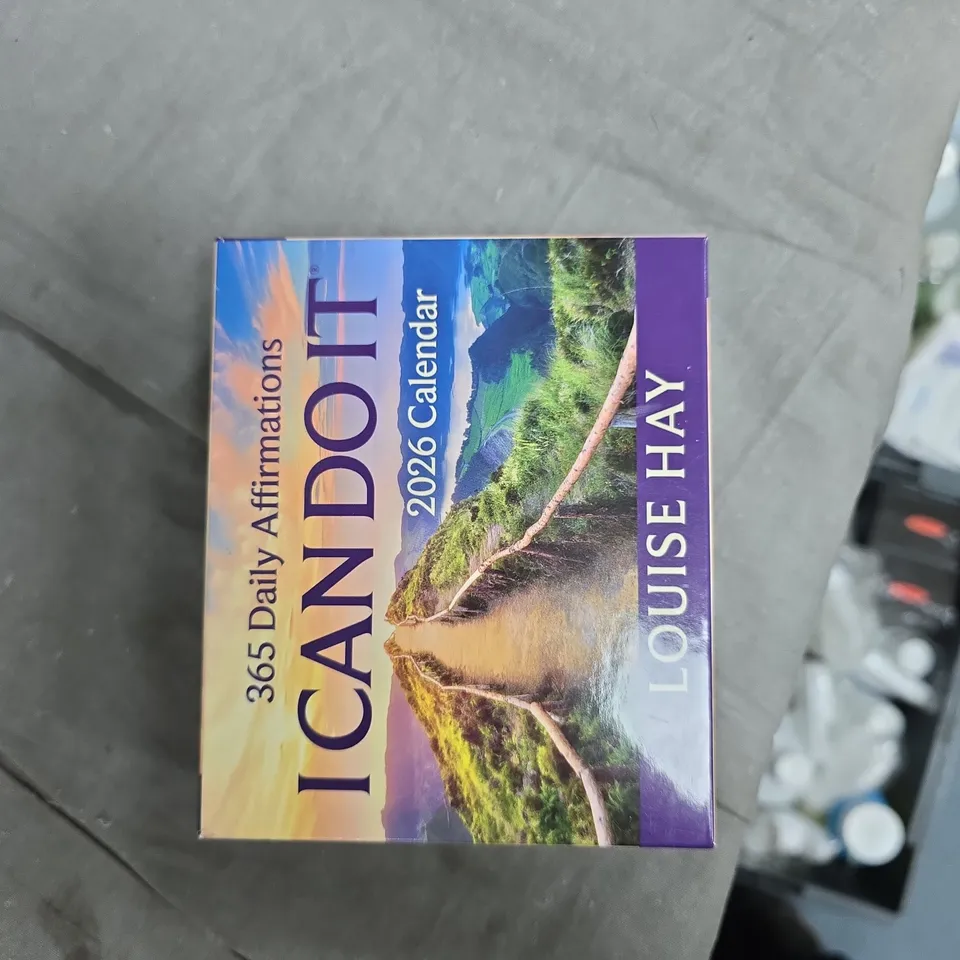 365 Daily Affirmations
I CAN DO IT®
2026 Calendar
LOUISE HAY